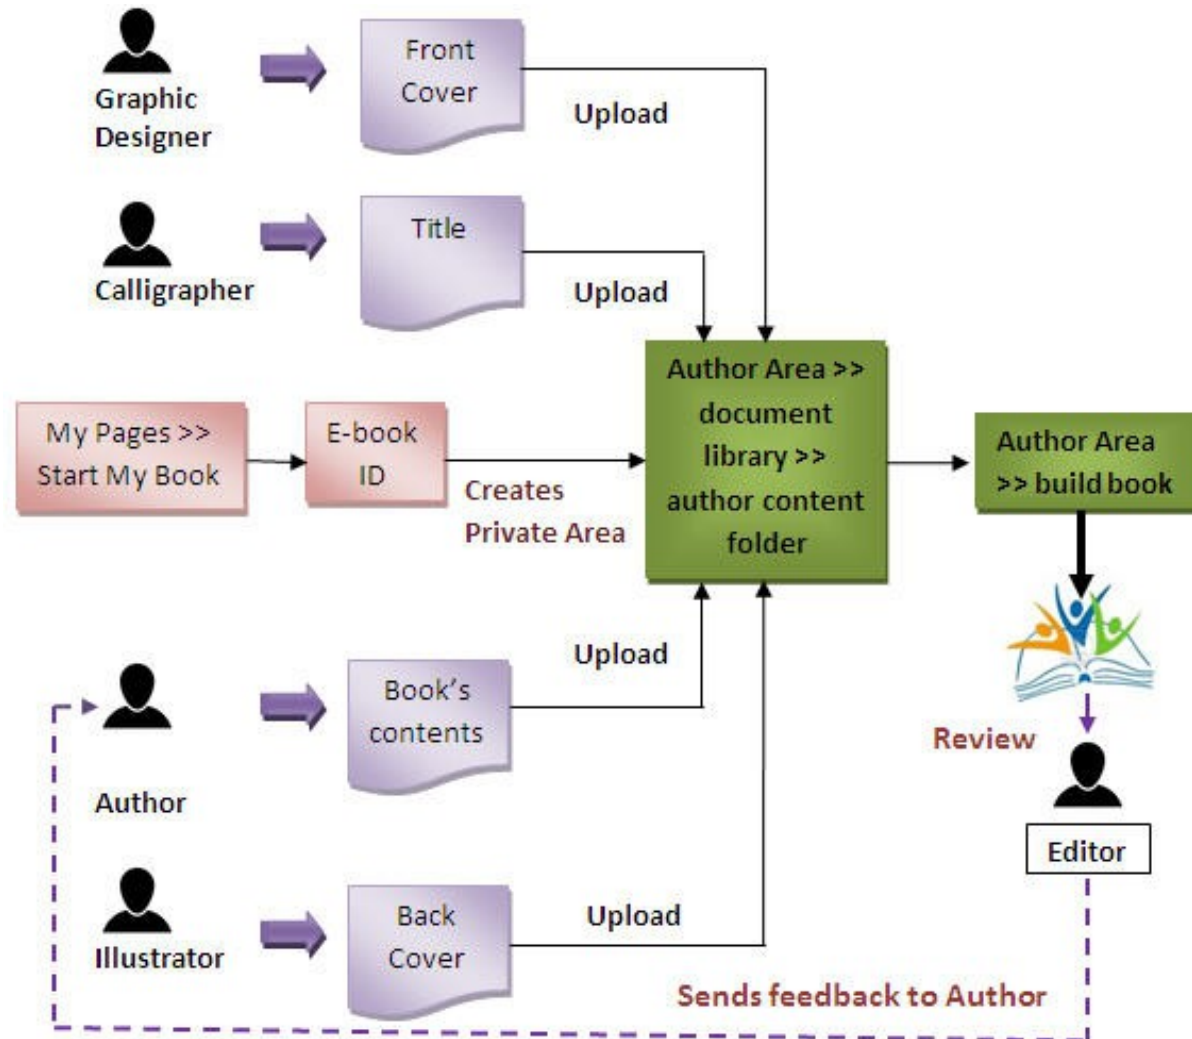 Graphic
Designer
Front
Cover
Upload
Calligrapher
Title
Upload
My Pages >>
Start My Book
E-book
ID
Creates
Private Area
Author Area >>
document
library >>
author content
folder
Author Area
>> build book
Author
Book's
contents
Upload
Review
Editor
Illustrator
Back
Cover
Upload
Sends feedback to Author